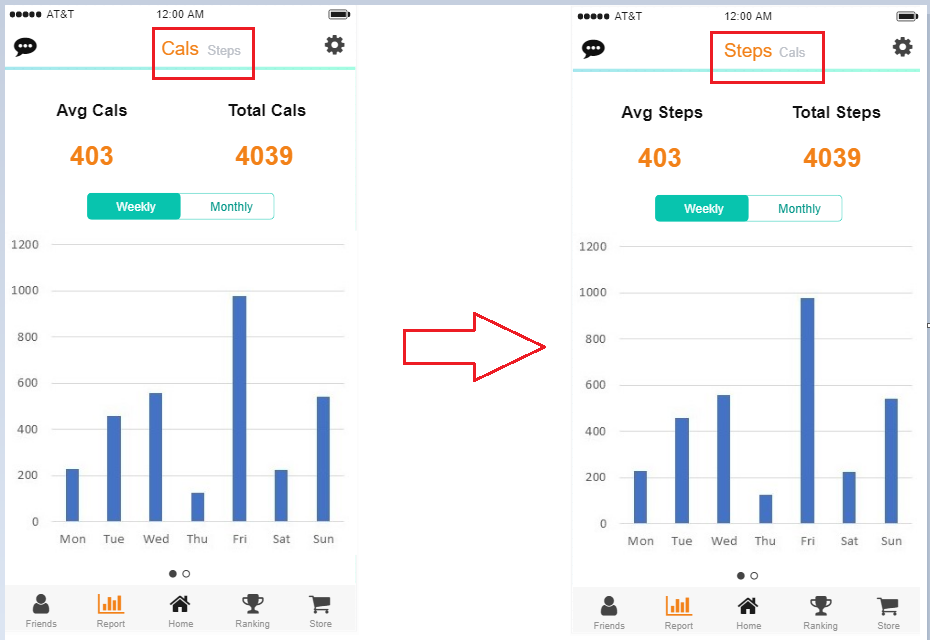 AT&T 12:00 AM
Cals Steps
Avg Cals Total Cals
403 4039
Weekly Monthly
1200
1000
800
600
400
200
0
Mon Tue Wed Thu Fri Sat Sun
Friends Report Home Ranking Store
AT&T 12:00 AM
Steps Cals
Avg Steps Total Steps
403 4039
Weekly Monthly
1200
1000
800
600
400
200
0
Mon Tue Wed Thu Fri Sat Sun
Friends Report Home Ranking Store